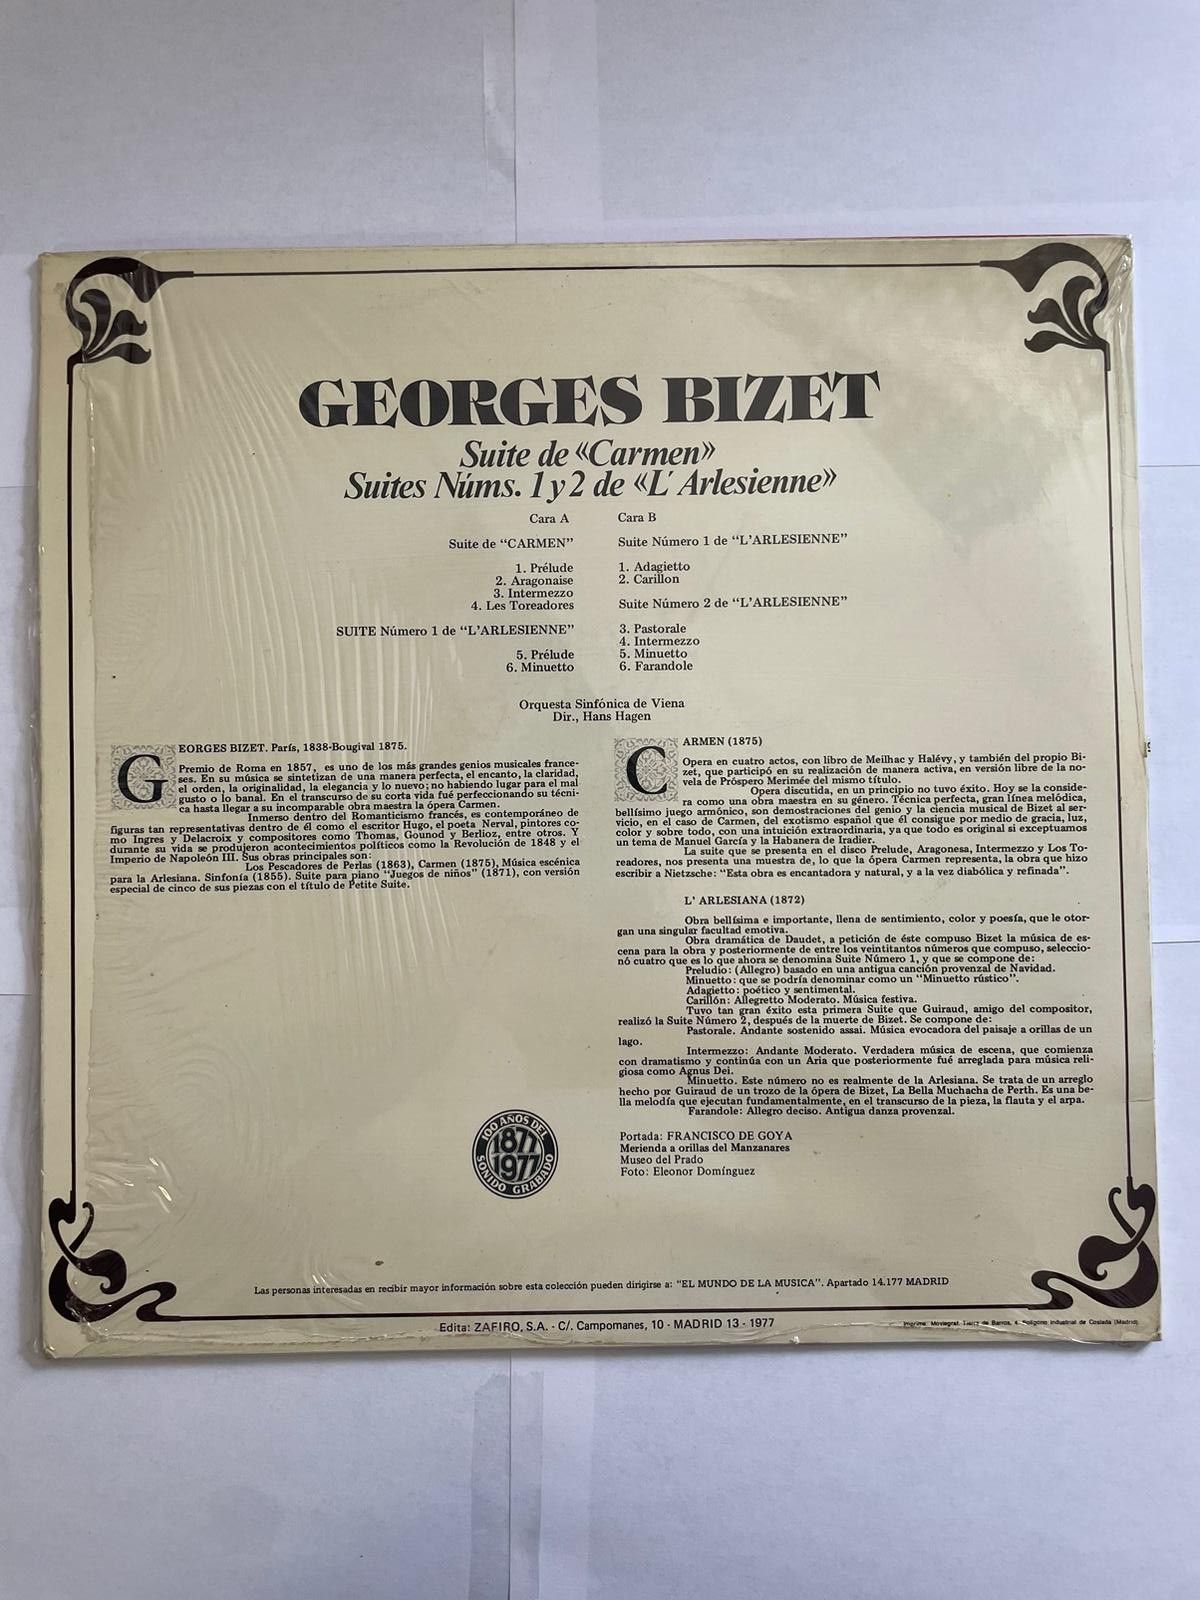 GEORGES BIZET
Suite de «Carmen»
Suites Núms. 1 y 2 de «L' Arlesienne»
Cara A
Suite de "CARMEN"
1. Prélude
2. Aragonaise
3. Intermezzo
4. Les Toreadores
SUITE Número 1 de "L'ARLESIENNE"
5. Prélude
6. Minuetto
Cara B
Suite Número 1 de "L'ARLESIENNE"
1. Adagietto
2. Carillon
Suite Número 2 de "L'ARLESIENNE"
3. Pastorale
4. Intermezzo
5. Minuetto
6. Farandole
Orquesta Sinfónica de Viena
Dir., Hans Hagen
GEORGES BIZET. París, 1838-Bougival 1875.
Premio de Roma en 1857, es uno de los más grandes genios musicales france-
ses. En su música se sintetizan de una manera perfecta, el encanto, la claridad,
el orden, la originalidad, la elegancia y lo nuevo; no habiendo lugar para el mal
gusto o lo banal. En el transcurso de su corta vida fué perfeccionando su técni-
ca hasta llegar a su incomparable obra maestra la ópera Carmen.
Inmerso dentro del Romanticismo francés, es contemporáneo de
figuras tan representativas dentro de él como el escritor Hugo, el poeta Nerval, pintores co-
mo Ingres y Delacroix y compositores como Thomas, Gounod y Berlioz, entre otros. Y
durante su vida se produjeron acontecimientos políticos como la Revolución de 1848 y el
Imperio de Napoleón III. Sus obras principales son:
Los Pescadores de Perlas (1863), Carmen (1875), Música escénica
para la Arlesiana. Sinfonía (1855). Suite para piano "Juegos de niños" (1871), con versión
especial de cinco de sus piezas con el título de Petite Suite.
CARMEN (1875)
Opera en cuatro actos, con libro de Meilhac y Halévy, y también del propio Bi-
zet, que participó en su realización de manera activa, en versión libre de la no-
vela de Próspero Merimée del mismo título.
Opera discutida, en un principio no tuvo éxito. Hoy se la conside-
ra como una obra maestra en su género. Técnica perfecta, gran línea melódica,
bellísimo juego armónico, son demostraciones del genio y la ciencia musical de Bizet al ser-
vicio, en el caso de Carmen, del exotismo español que él consigue por medio de gracia, luz,
color y sobre todo, con una intuición extraordinaria, ya que todo es original si exceptuamos
un tema de Manuel García y la Habanera de Iradier.
La suite que se presenta en el disco Prelude, Aragonesa, Intermezzo y Los To-
readores, nos presenta una muestra de, lo que la ópera Carmen representa, la obra que hizo
escribir a Nietzsche: "Esta obra es encantadora y natural, y a la vez diabólica y refinada".
L' ARLESIANA (1872)
Obra bellísima e importante, llena de sentimiento, color y poesía, que le otor-
gan una singular facultad emotiva.
Obra dramática de Daudet, a petición de éste compuso Bizet la música de es-
cena para la obra y posteriormente de entre los veintitantos números que compuso, seleccio-
nó cuatro que es lo que ahora se denomina Suite Número 1, y que se compone de:
Preludio: (Allegro) basado en una antigua canción provenzal de Navidad.
Minuetto: que se podría denominar como un "Minuetto rústico".
Adagietto: poético y sentimental.
Carillón: Allegretto Moderato. Música festiva.
Tuvo tan gran éxito esta primera Suite que Guiraud, amigo del compositor,
realizó la Suite Número 2, después de la muerte de Bizet. Se compone de:
Pastorale. Andante sostenido assai. Música evocadora del paisaje a orillas de un
lago.
Intermezzo: Andante Moderato. Verdadera música de escena, que comienza
con dramatismo y continúa con un Aria que posteriormente fué arreglada para música reli-
giosa como Agnus Dei.
Minuetto. Este número no es realmente de la Arlesiana. Se trata de un arreglo
hecho por Guiraud de un trozo de la ópera de Bizet, La Bella Muchacha de Perth. Es una be-
lla melodía que ejecutan fundamentalmente, en el transcurso de la pieza, la flauta y el arpa.
Farandole: Allegro deciso. Antigua danza provenzal.
100 AÑOS DEL
1877
1977
SONIDO GRABADO
Portada: FRANCISCO DE GOYA
Merienda a orillas del Manzanares
Museo del Prado
Foto: Eleonor Domínguez
Las personas interesadas en recibir mayor información sobre esta colección pueden dirigirse a: "EL MUNDO DE LA MUSICA". Apartado 14.177 MADRID
Edita: ZAFIRO, S.A. - C/. Campomanes, 10 - MADRID 13 - 1977
Imprime: Moviegraf. Tierra de Barros, 4. Polígono Industrial de Coslada (Madrid)